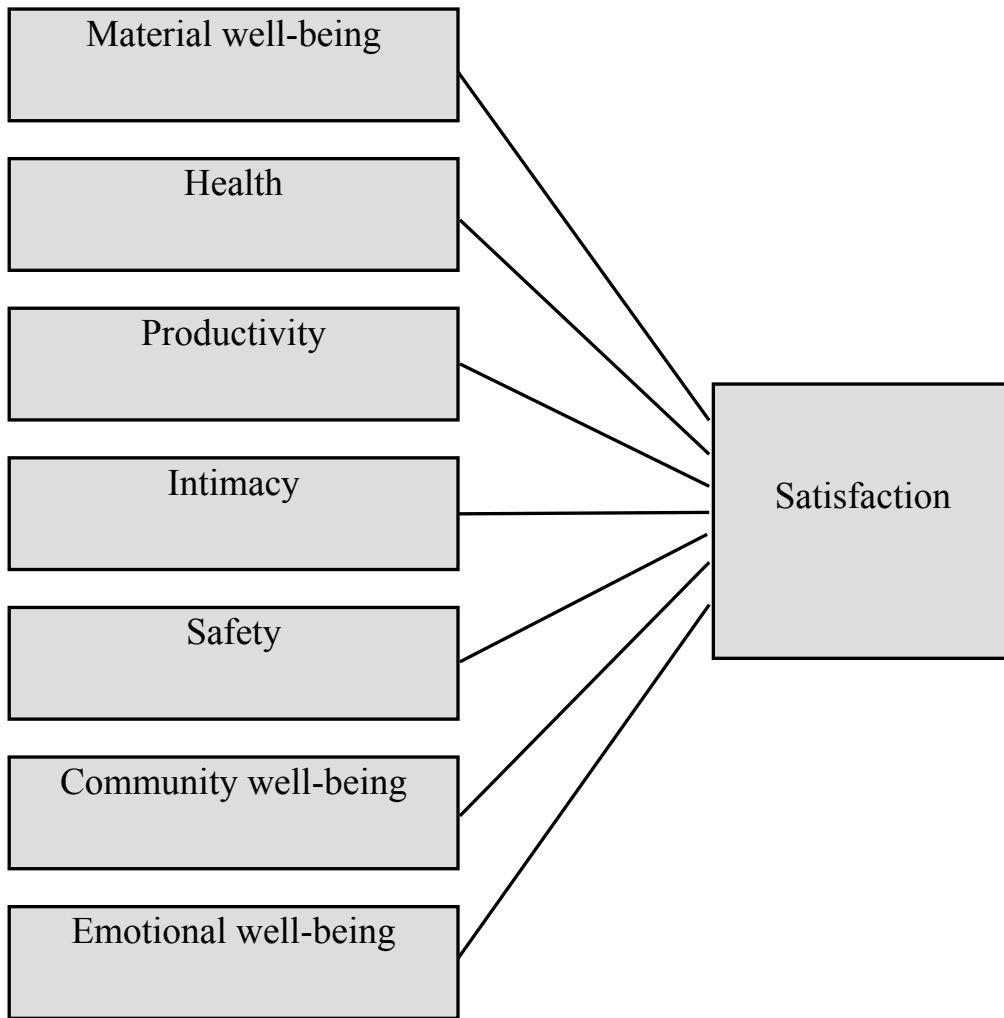 Material well-being
Health
Productivity
Intimacy
Satisfaction
Safety
Community well-being
Emotional well-being